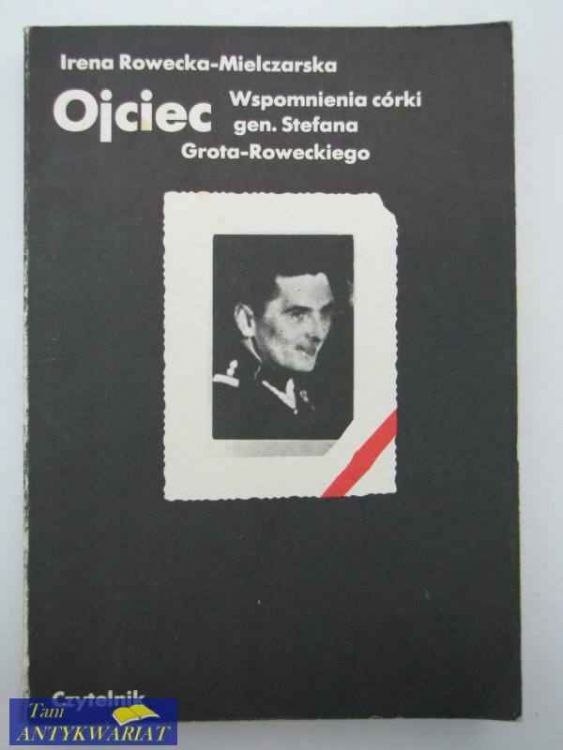 Irena Rowecka-Mielczarska
Ojciec Wspomnienia córki
gen. Stefana
Grota-Roweckiego
Czytelnik
Tani
ANTYKWARIAT